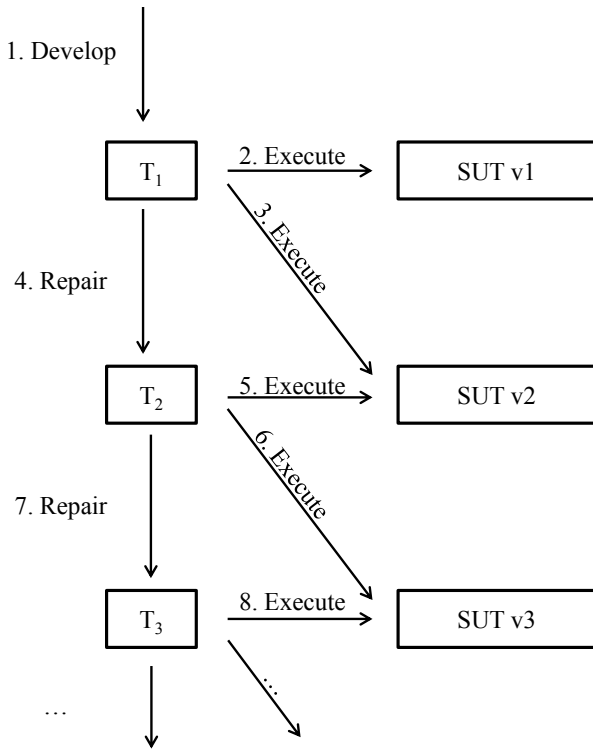 1. Develop
T₁
2. Execute
SUT v1
3. Execute
4. Repair
T₂
5. Execute
SUT v2
6. Execute
7. Repair
T₃
8. Execute
SUT v3
...
...